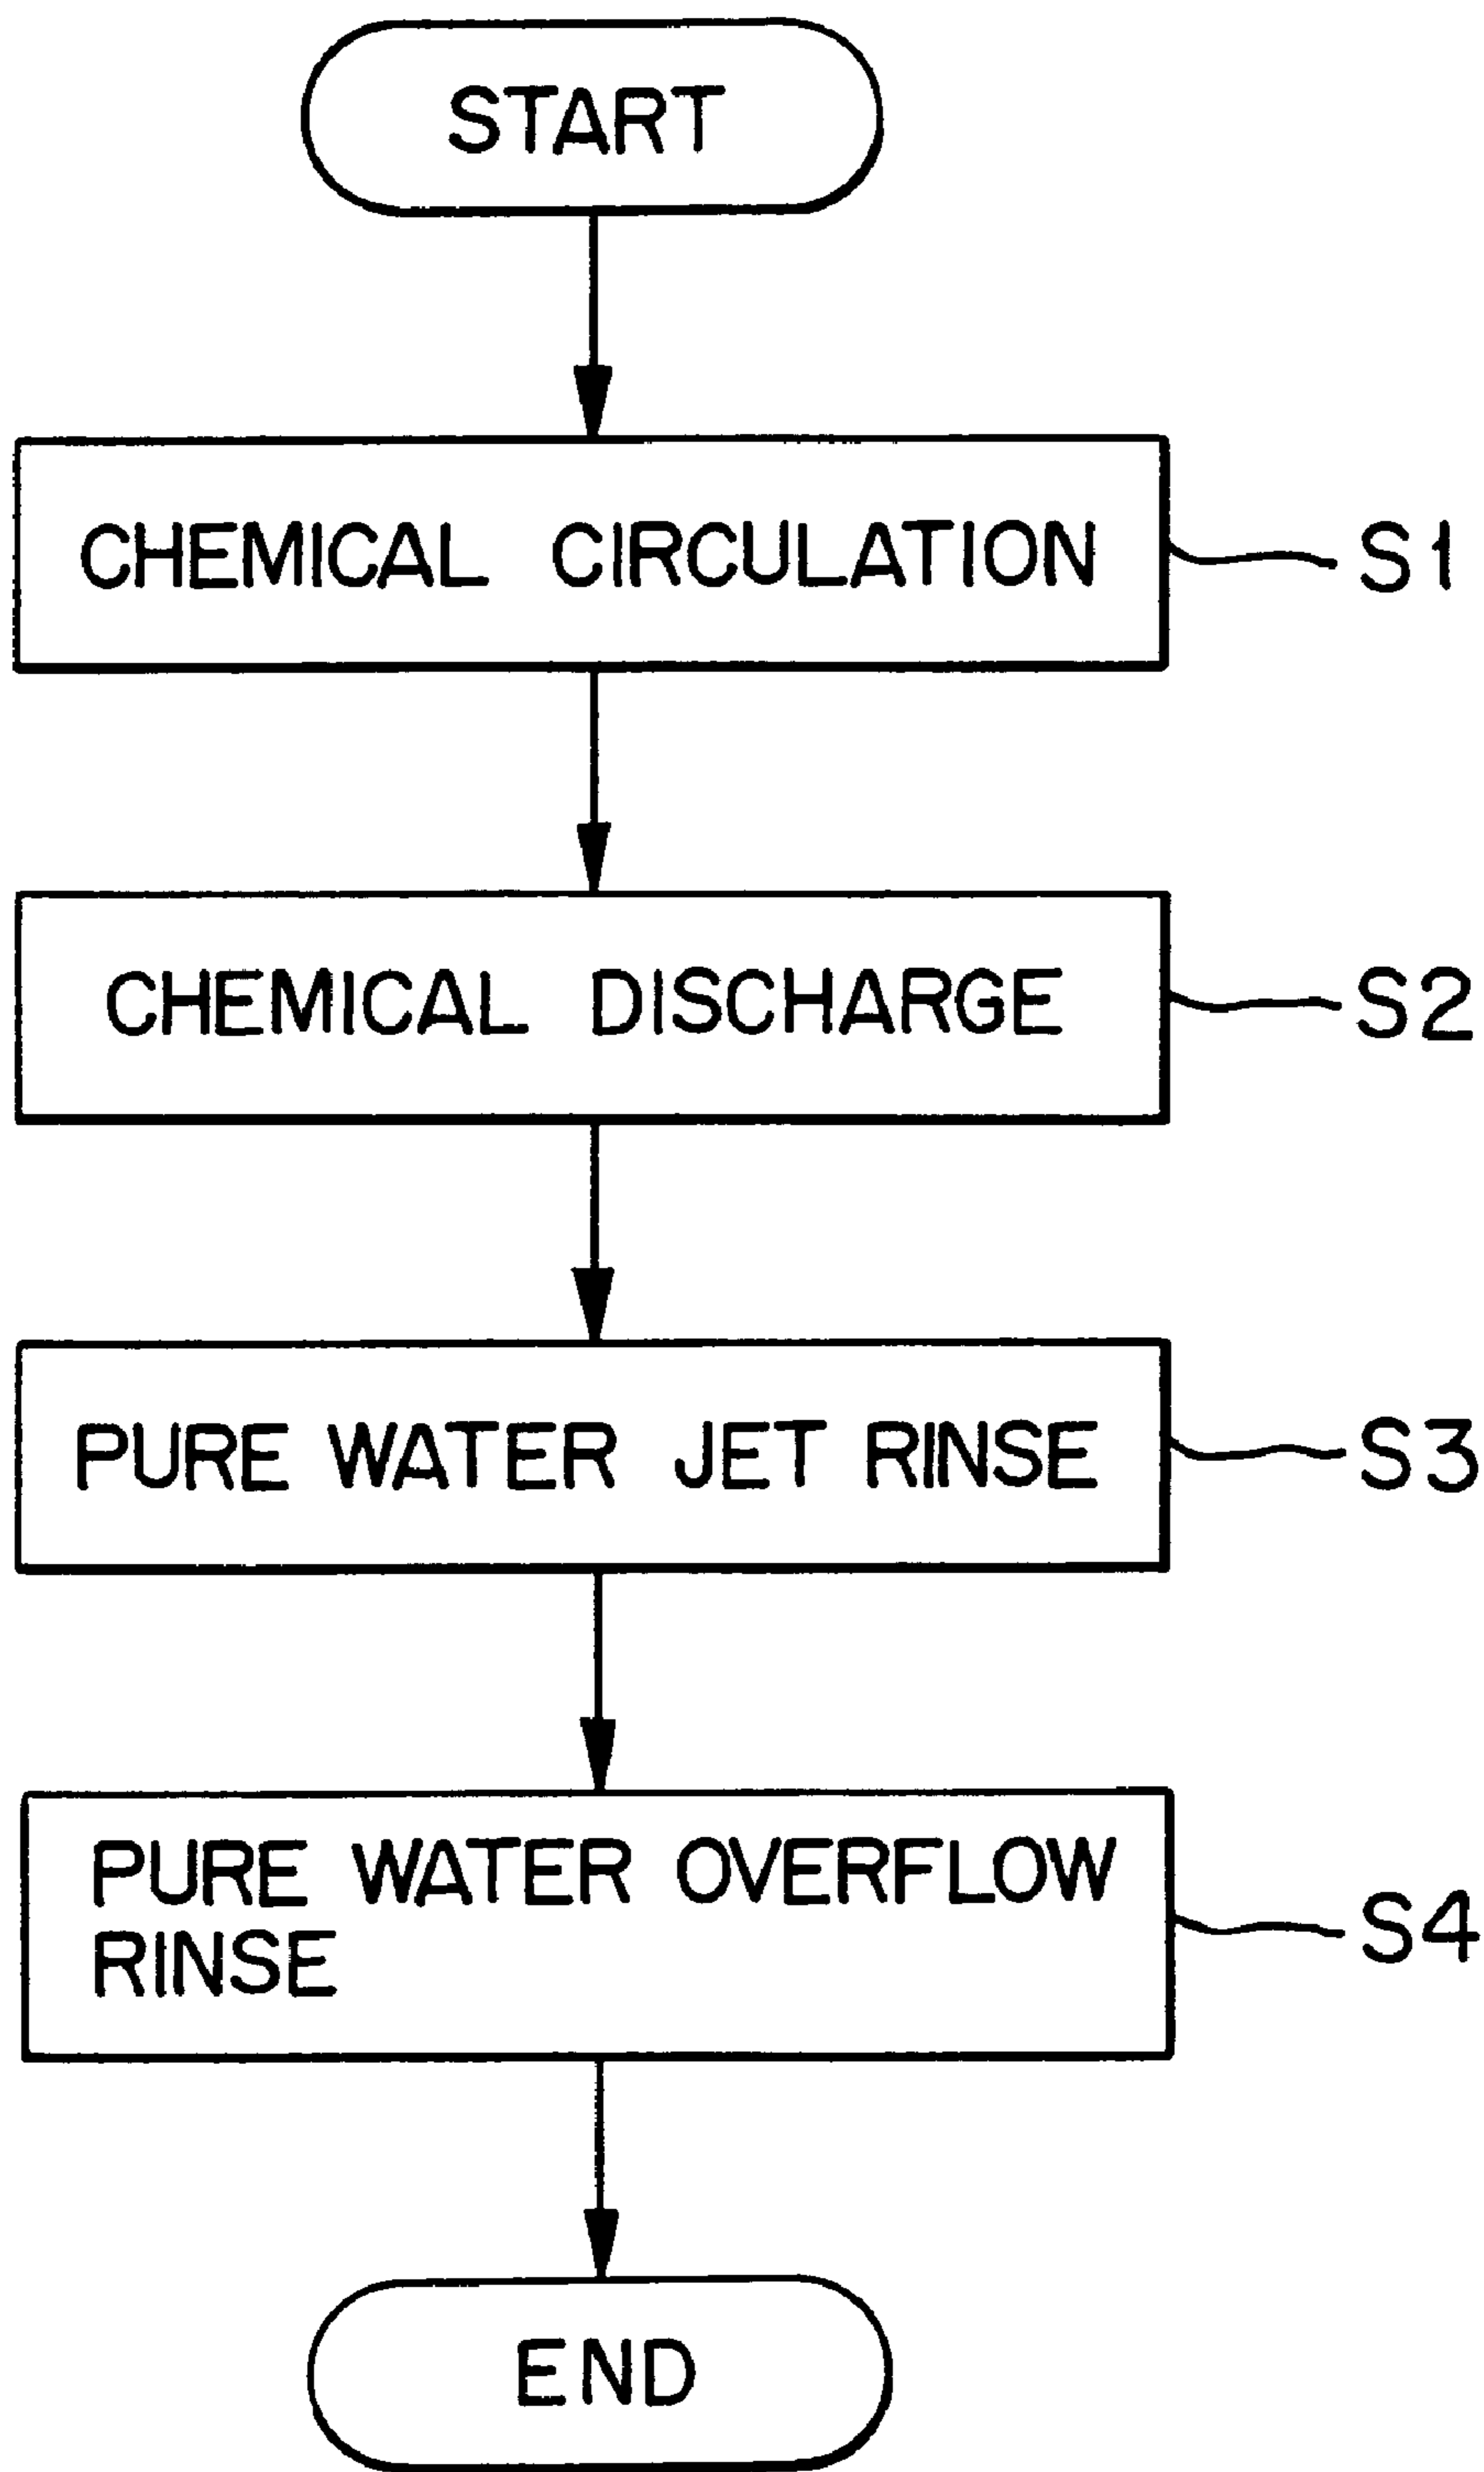 START
CHEMICAL CIRCULATION
S1
CHEMICAL DISCHARGE
S2
PURE WATER JET RINSE
S3
PURE WATER OVERFLOW
RINSE
S4
END